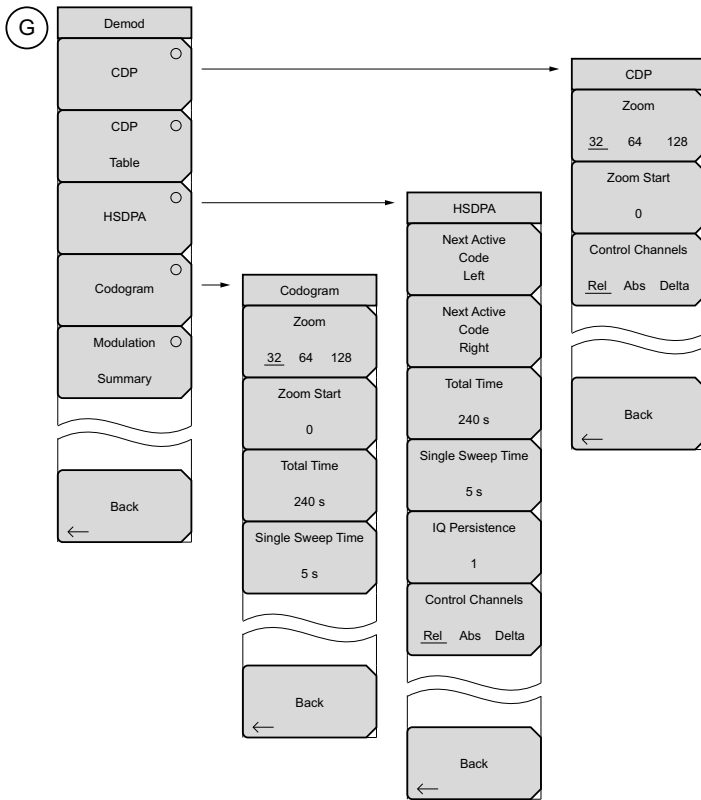 G
Demod
CDP
CDP
Table
HSDPA
Codogram
Modulation
Summary
Back
Codogram
Zoom
32 64 128
Zoom Start
0
Total Time
240 s
Single Sweep Time
5 s
Back
HSDPA
Next Active
Code
Left
Next Active
Code
Right
Total Time
240 s
Single Sweep Time
5 s
IQ Persistence
1
Control Channels
Rel Abs Delta
Back
CDP
Zoom
32 64 128
Zoom Start
0
Control Channels
Rel Abs Delta
Back